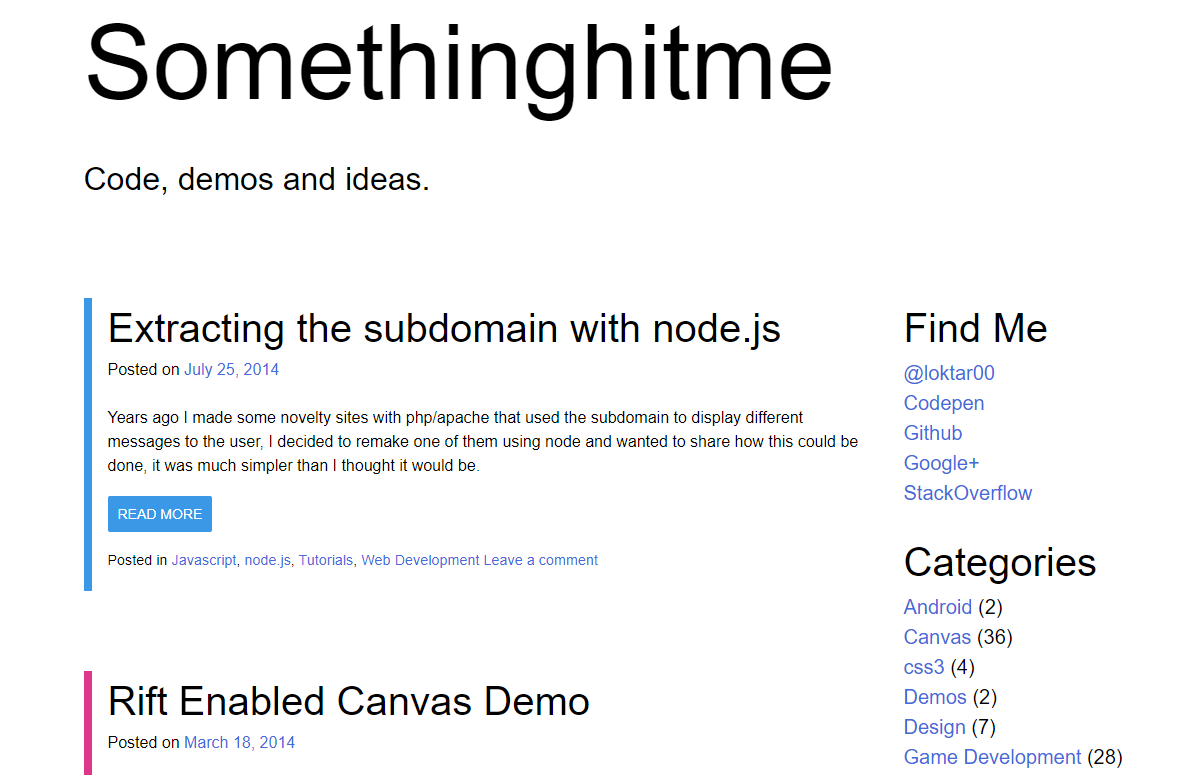 Somethinghitme
Code, demos and ideas.
Extracting the subdomain with node.js
Posted on July 25, 2014
Years ago I made some novelty sites with php/apache that used the subdomain to display different
messages to the user, I decided to remake one of them using node and wanted to share how this could be
done, it was much simpler than I thought it would be.
READ MORE
Posted in Javascript, node.js, Tutorials, Web Development Leave a comment
Rift Enabled Canvas Demo
Posted on March 18, 2014
Find Me
@loktar00
Codepen
Github
Google+
StackOverflow
Categories
Android (2)
Canvas (36)
css3 (4)
Demos (2)
Design (7)
Game Development (28)